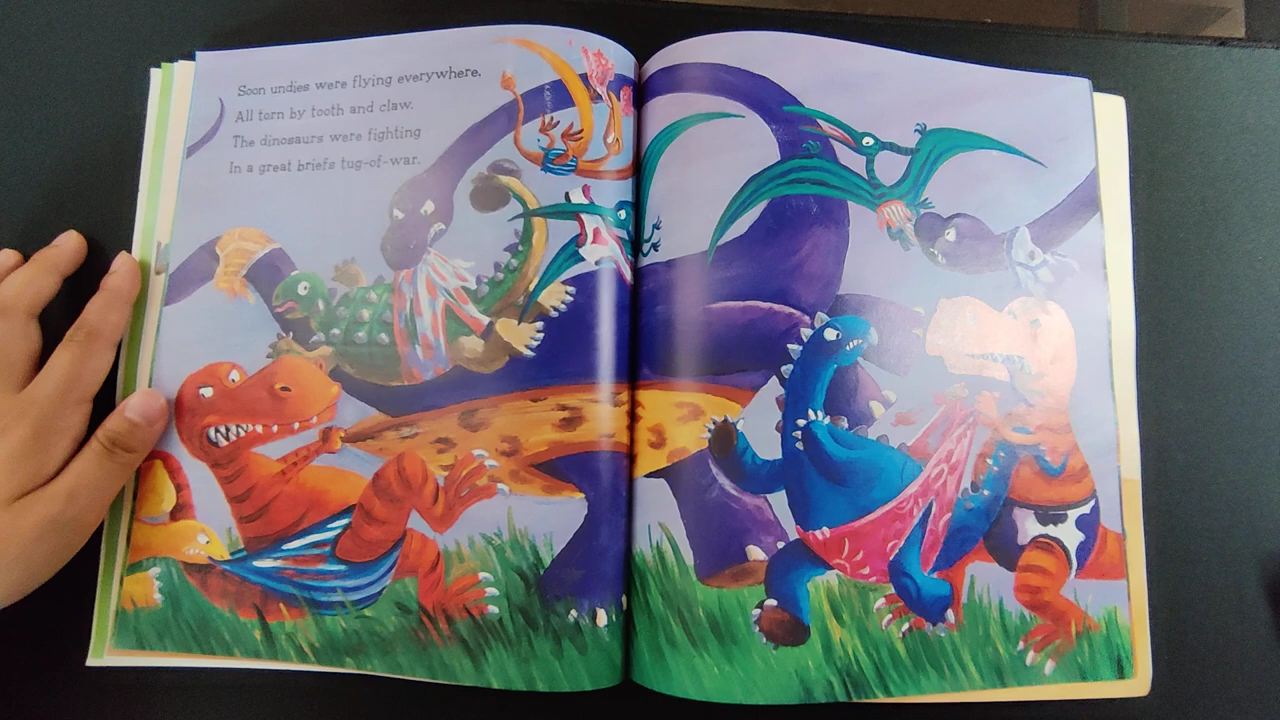 Soon undies were flying everywhere,
All torn by tooth and claw.
The dinosaurs were fighting
In a great briefs tug-of-war.